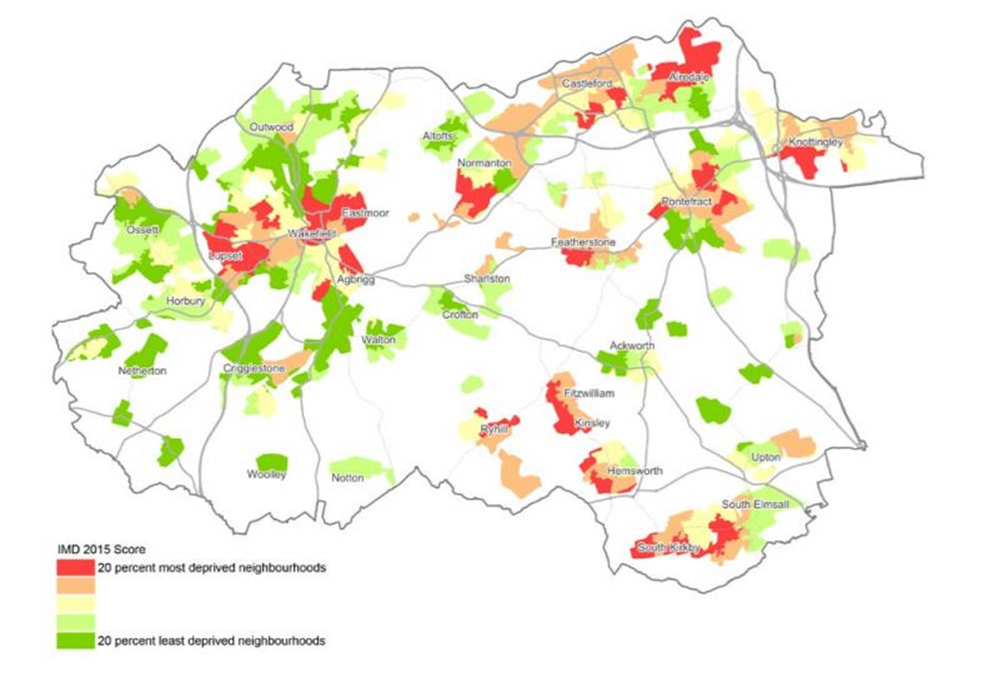 Airedale
Castleford
Outwood
Altofts
Knottingley
Normanton
Pontefract
Eastmoor
Ossett
Wakefield
Featherstone
Lupset
Agbrigg
Sharlston
Horbury
Crofton
Walton
Ackworth
Netherton
Crigglestone
Fitzwilliam
Kinsley
Ryhill
Upton
Hemsworth
Woolley
Notton
South Elmsall
South Kirkby
IMD 2015 Score
20 percent most deprived neighbourhoods
20 percent least deprived neighbourhoods